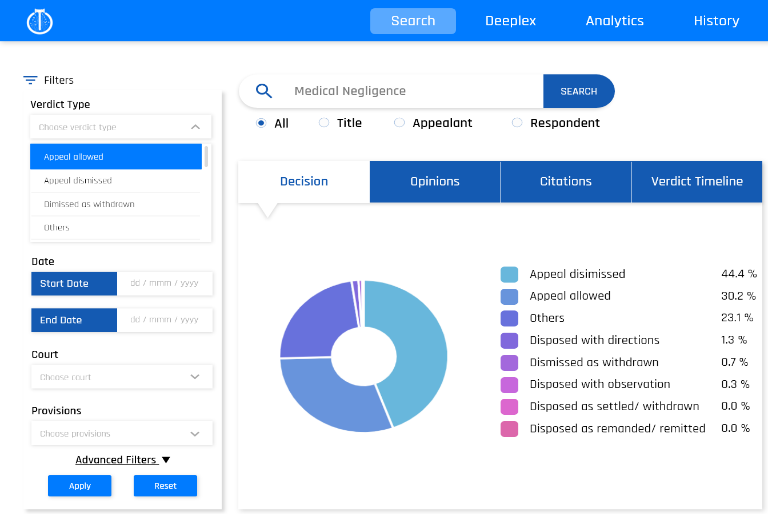 Search Deeplex Analytics History
Filters
Verdict Type
Choose verdict type
Appeal allowed
Appeal dismissed
Dimissed as withdrawn
Others
Date
Start Date dd / mmm / yyyy
End Date dd / mmm / yyyy
Court
Choose court
Provisions
Choose provisions
Advanced Filters
Apply Reset
Medical Negligence SEARCH
All Title Appealant Respondent
Decision Opinions Citations Verdict Timeline
Appeal disimissed 44.4 %
Appeal allowed 30.2 %
Others 23.1 %
Disposed with directions 1.3 %
Dismissed as withdrawn 0.7 %
Disposed with observation 0.3 %
Disposed as settled/ withdrawn 0.0 %
Disposed as remanded/ remitted 0.0 %